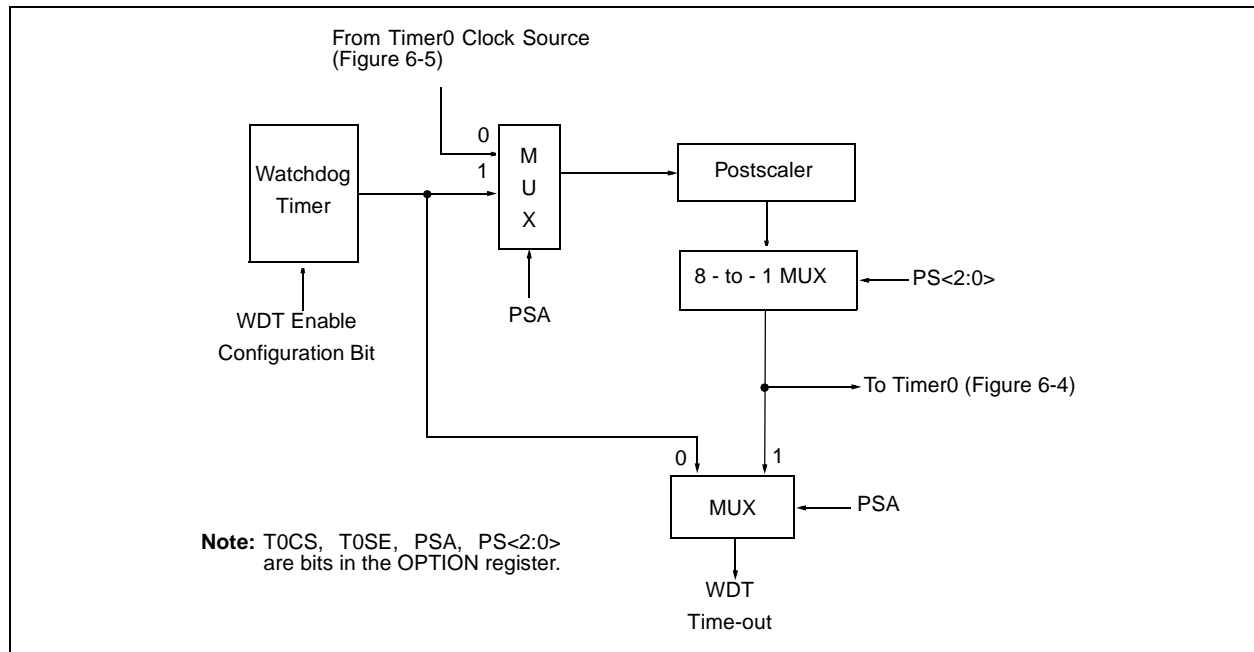 From Timer0 Clock Source
(Figure 6-5)
0
1
M
U
X
Watchdog
Timer
Postscaler
8 - to - 1 MUX
PS<2:0>
PSA
WDT Enable
Configuration Bit
To Timer0 (Figure 6-4)
0
1
MUX
PSA
Note: T0CS, T0SE, PSA, PS<2:0>
are bits in the OPTION register.
WDT
Time-out